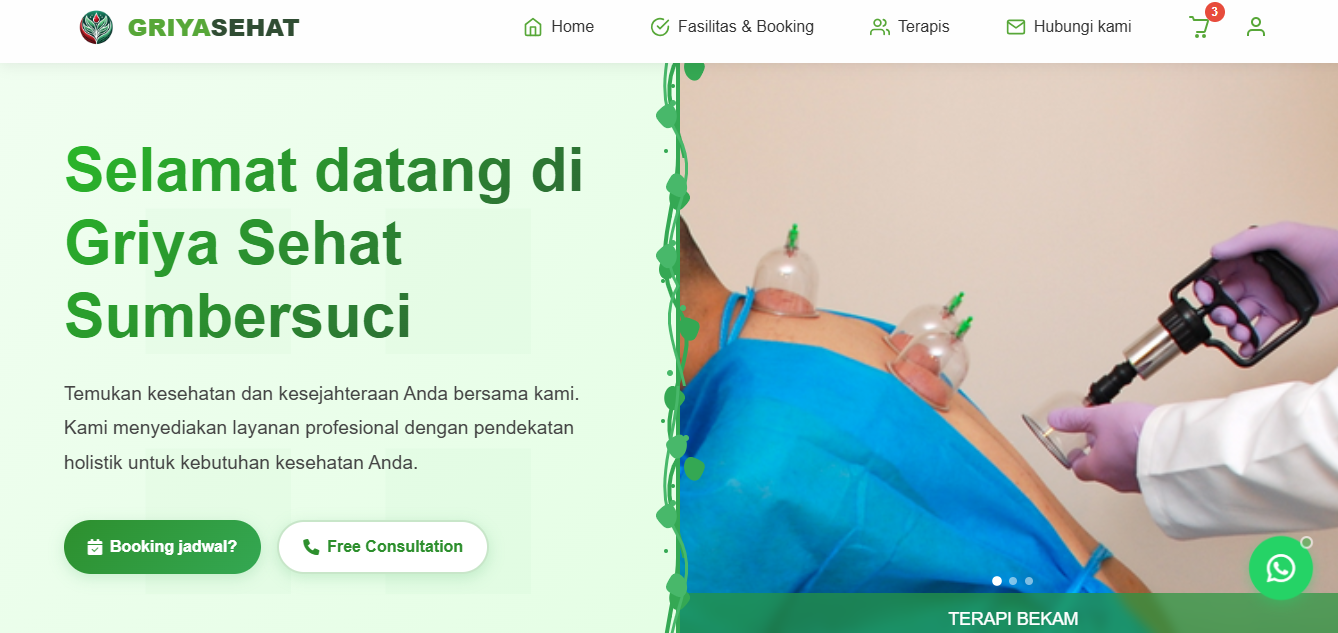 GRIYASEHAT
Home
Fasilitas & Booking
Terapis
Hubungi kami
3
Selamat datang di
Griya Sehat
Sumbersuci
Temukan kesehatan dan kesejahteraan Anda bersama kami.
Kami menyediakan layanan profesional dengan pendekatan
holistik untuk kebutuhan kesehatan Anda.
Booking jadwal?
Free Consultation
TERAPI BEKAM